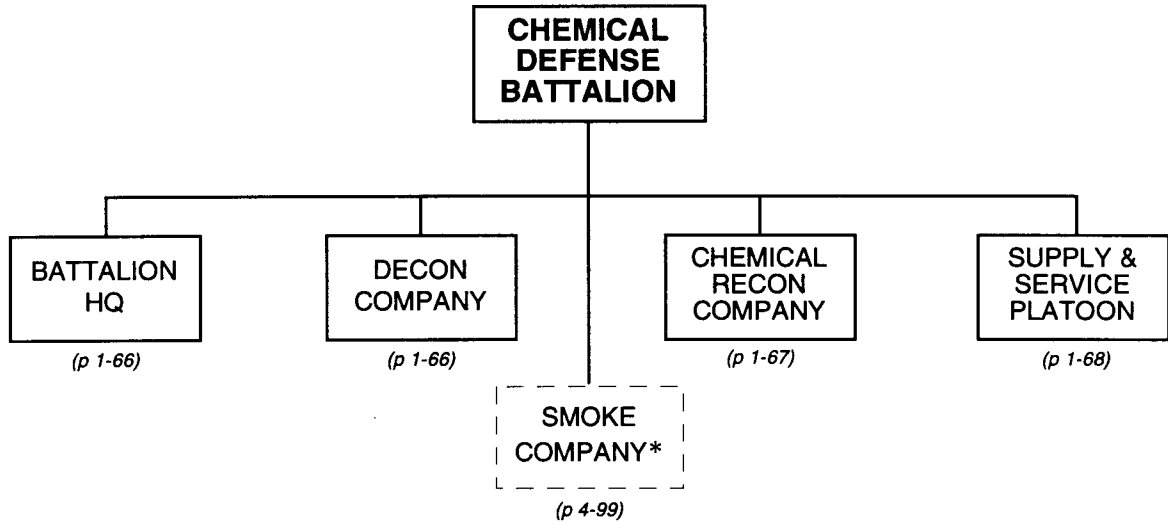 CHEMICAL
DEFENSE
BATTALION
BATTALION
HQ
(p 1-66)
DECON
COMPANY
(p 1-66)
CHEMICAL
RECON
COMPANY
(p 1-67)
SUPPLY &
SERVICE
PLATOON
(p 1-68)
SMOKE
COMPANY*
(p 4-99)